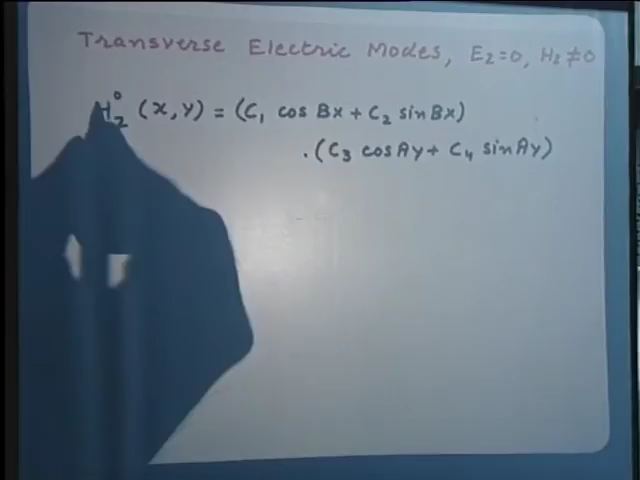 Transverse Electric Modes, Ez=0, Hz≠0
Hz⁰ (x,y) = (C₁ cos Bx + C₂ sin Bx)
.(C₃ cos Ay + C₄ sin Ay)